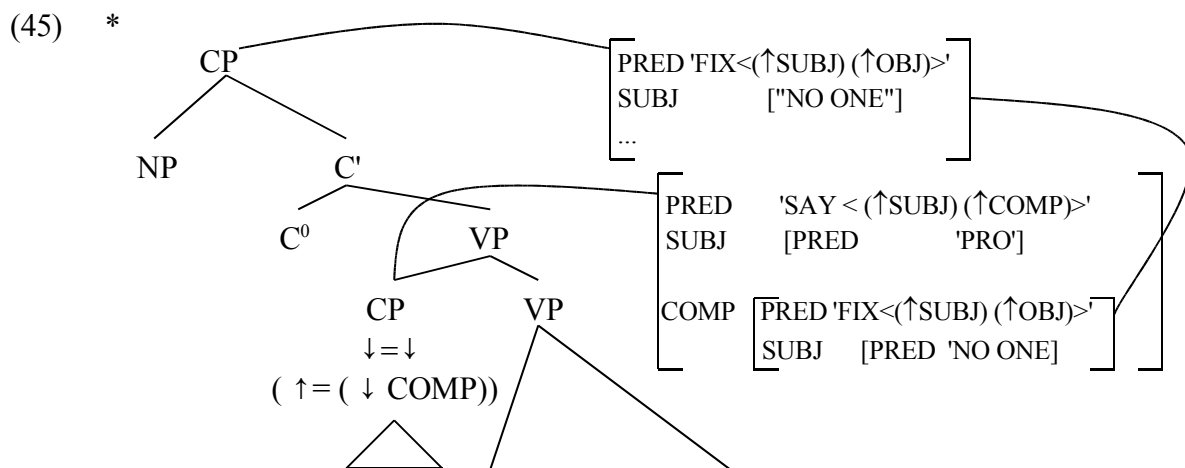 (45) *
CP
PRED 'FIX<(↑SUBJ) (↑OBJ)>'
SUBJ ["NO ONE"]
...
NP C'
PRED 'SAY < (↑SUBJ) (↑COMP)>'
SUBJ [PRED 'PRO']
C⁰ VP
CP VP
COMP PRED 'FIX<(↑SUBJ) (↑OBJ)>'
SUBJ [PRED 'NO ONE]
↓=↓
( ↑= ( ↓ COMP))